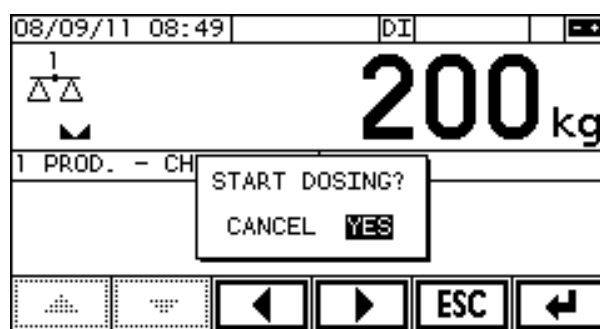 08/09/11 08:49 DI
1
200 kg
1 PROD. - CH
START DOSING?
CANCEL YES
ESC